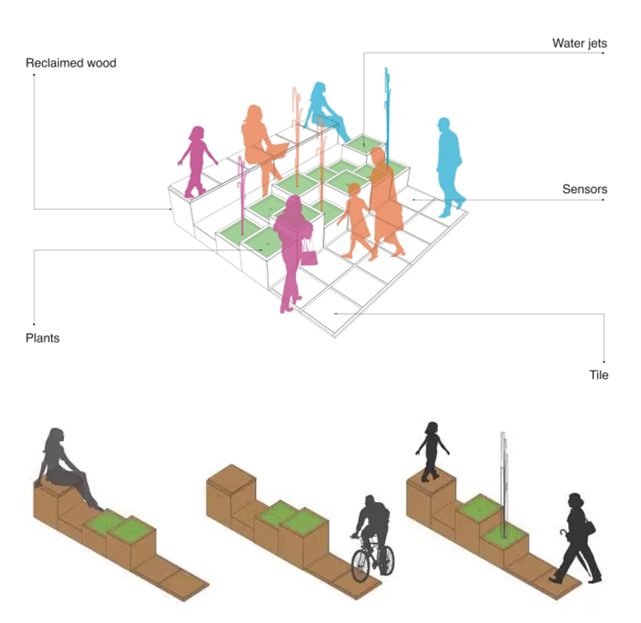 Water jets
Reclaimed wood
Sensors
Plants
Tile